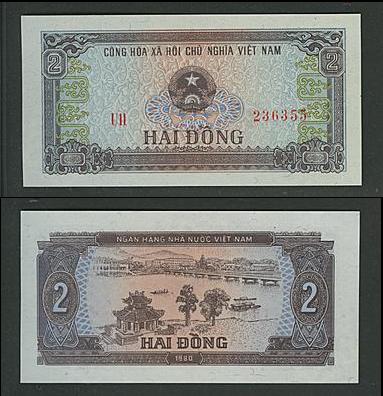 2 CỘNG HÒA XÃ HỘI CHỦ NGHĨA VIỆT NAM 2
UH 236355
HAI ĐỒNG
NGÂN HÀNG NHÀ NƯỚC VIỆT NAM
2 2
HAI ĐỒNG
1980